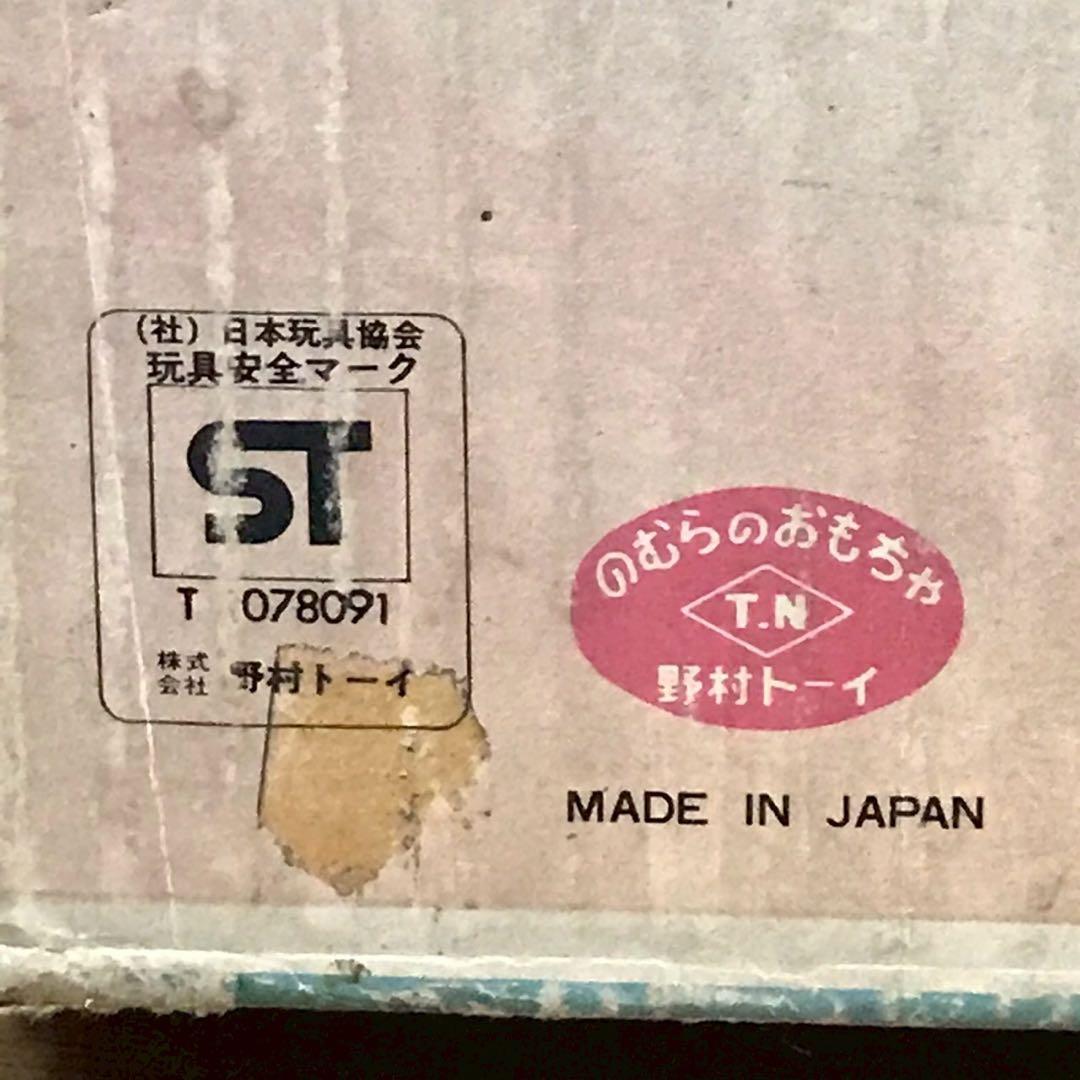 (社)日本玩具協会
玩具安全マーク
ST
T 078091
株式会社 野村トーイ
のむらのおもちゃ
T.N
野村トーイ
MADE IN JAPAN